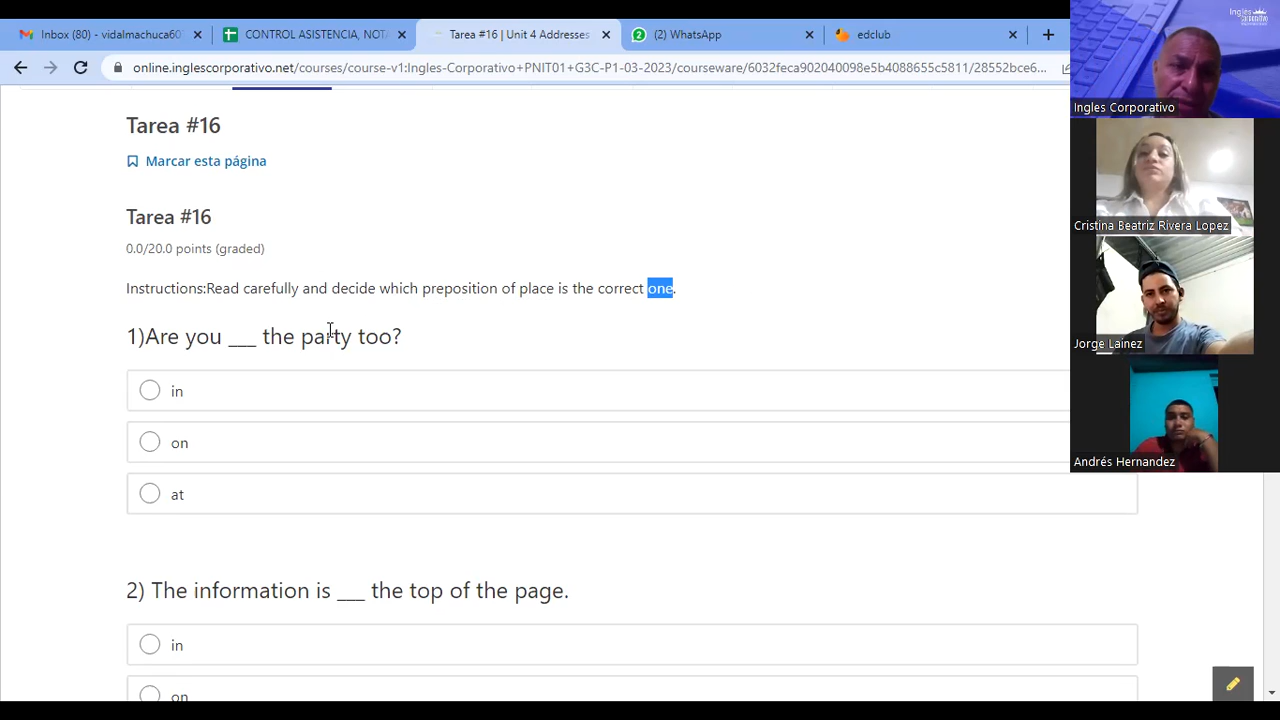 Inbox (80) - vidalmachuca60
CONTROL ASISTENCIA, NOTA
Tarea #16 | Unit 4 Adresses
(2) WhatsApp
edclub
online.inglescorporativo.net/courses/course-v1:Ingles-Corporativo+PNIT01+G3C-P1-03-2023/courseware/6032feca902040098e5b4088655c5811/28552bce6...
Tarea #16
Marcar esta página
Tarea #16
0.0/20.0 points (graded)
Instructions:Read carefully and decide which preposition of place is the correct one.
1)Are you ___ the party too?
in
on
at
2) The information is ___ the top of the page.
in
on
Ingles Corporativo
Cristina Beatriz Rivera Lopez
Jorge Laínez
Andrés Hernandez